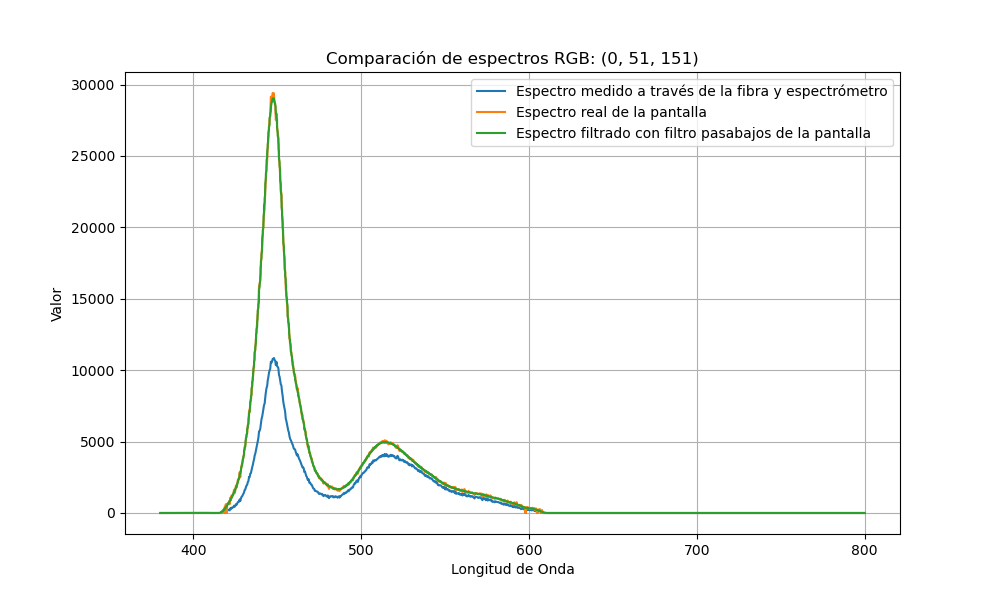 Comparación de espectros RGB: (0, 51, 151)
Espectro medido a través de la fibra y espectrómetro
Espectro real de la pantalla
Espectro filtrado con filtro pasabajos de la pantalla
Valor
30000
25000
20000
15000
10000
5000
0
400 500 600 700 800
Longitud de Onda